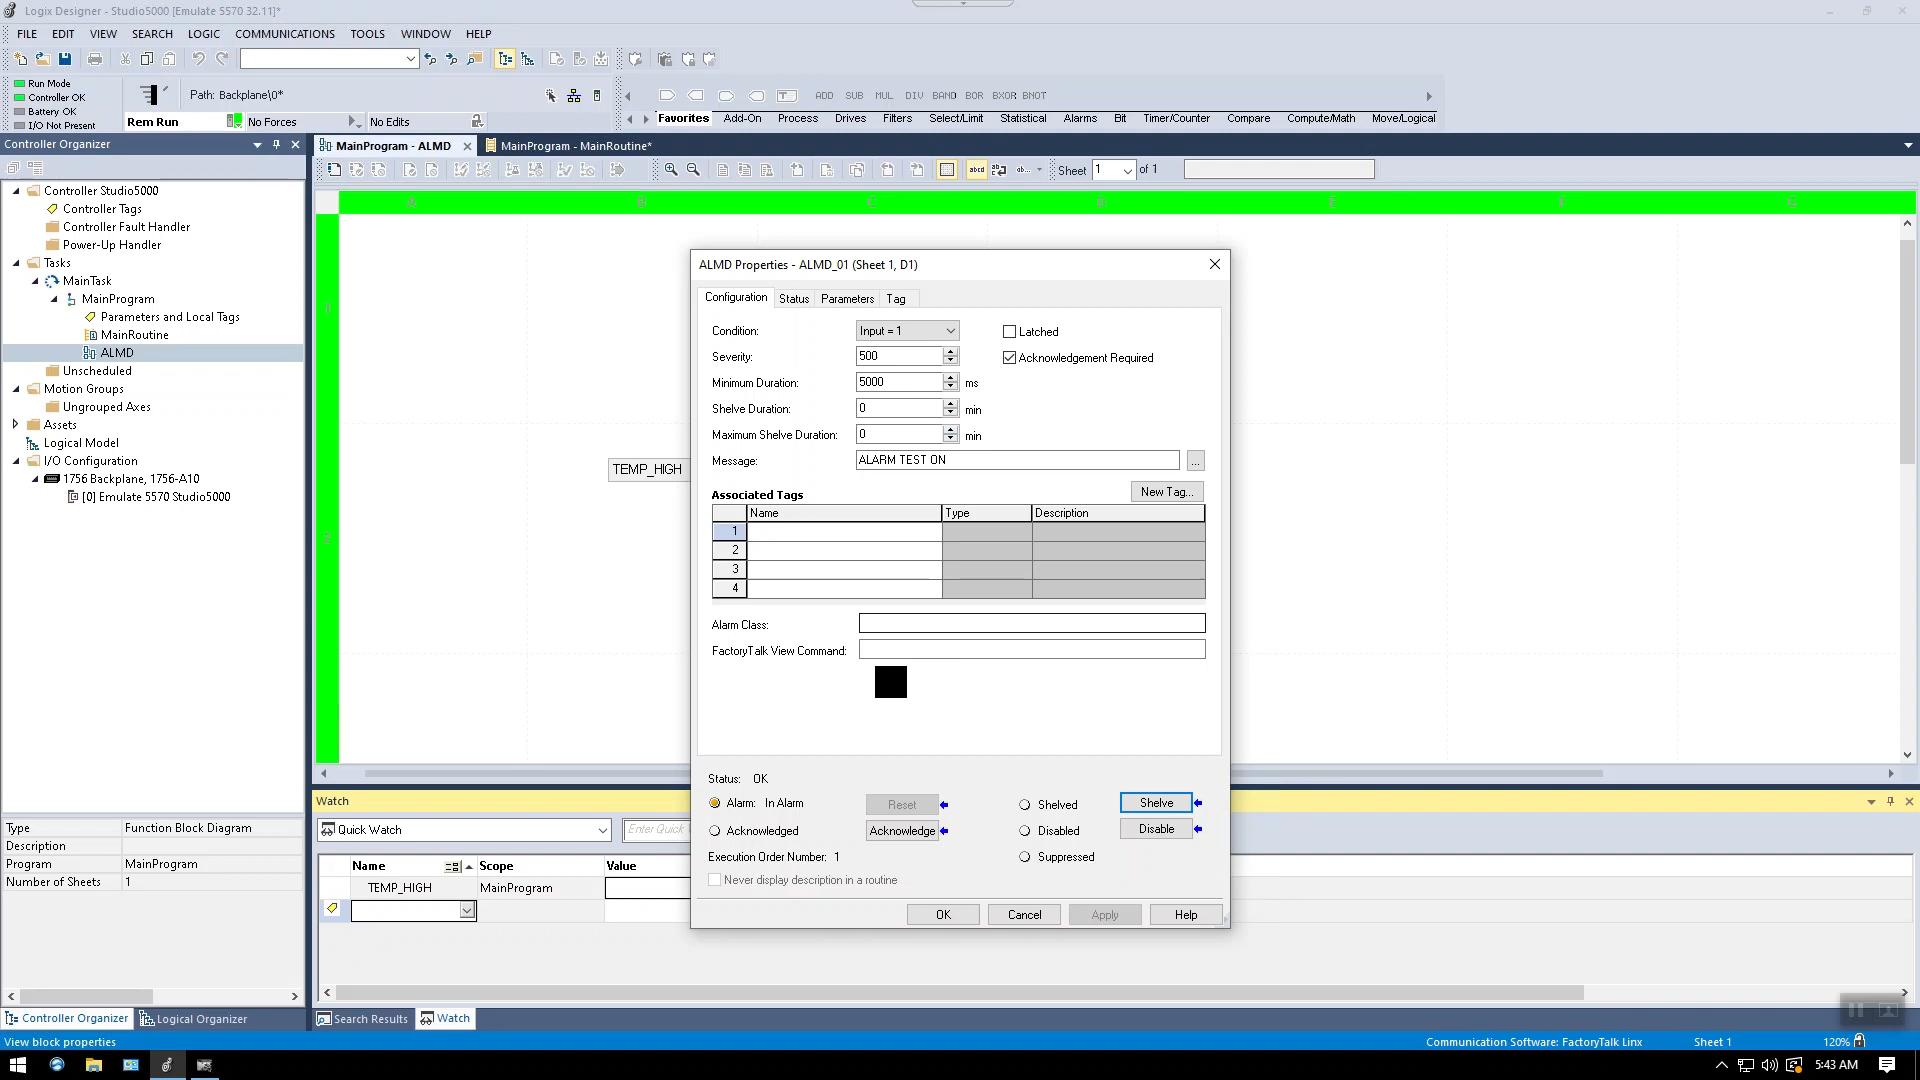 Logix Designer - Studio5000 [Emulate 5570 32.11]*
FILE EDIT VIEW SEARCH LOGIC COMMUNICATIONS TOOLS WINDOW HELP
Run Mode
Controller OK
Battery OK
I/O Not Present
Path: Backplane\0*
Rem Run
No Forces
No Edits
ADD SUB MUL DIV BAND BOR BXOR BNOT
Favorites Add-On Process Drives Filters Select/Limit Statistical Alarms Bit Timer/Counter Compare Compute/Math Move/Logical
Controller Organizer
Controller Studio5000
Controller Tags
Controller Fault Handler
Power-Up Handler
Tasks
MainTask
MainProgram
Parameters and Local Tags
MainRoutine
ALMD
Unscheduled
Motion Groups
Ungrouped Axes
Assets
Logical Model
I/O Configuration
1756 Backplane, 1756-A10
[0] Emulate 5570 Studio5000
Type Function Block Diagram
Description
Program MainProgram
Number of Sheets 1
Controller Organizer
Logical Organizer
MainProgram - ALMD
MainProgram - MainRoutine*
abcd
ab...
Sheet 1 of 1
A B C D E F G
1
2
TEMP_HIGH
ALMD Properties - ALMD_01 (Sheet 1, D1)
Configuration Status Parameters Tag
Condition: Input = 1
Latched
Severity: 500
Acknowledgement Required
Minimum Duration: 5000 ms
Shelve Duration: 0 min
Maximum Shelve Duration: 0 min
Message: ALARM TEST ON ...
Associated Tags
New Tag...
Name Type Description
1
2
3
4
Alarm Class:
FactoryTalk View Command:
Status: OK
Alarm: In Alarm
Reset
Shelved
Shelve
Acknowledged
Acknowledge
Disabled
Disable
Execution Order Number: 1
Suppressed
Never display description in a routine
OK Cancel Apply Help
Watch
Quick Watch
Enter Quick
Name Scope Value
TEMP_HIGH MainProgram
Search Results
Watch
View block properties
Communication Software: FactoryTalk Linx
Sheet 1
120%
5:43 AM